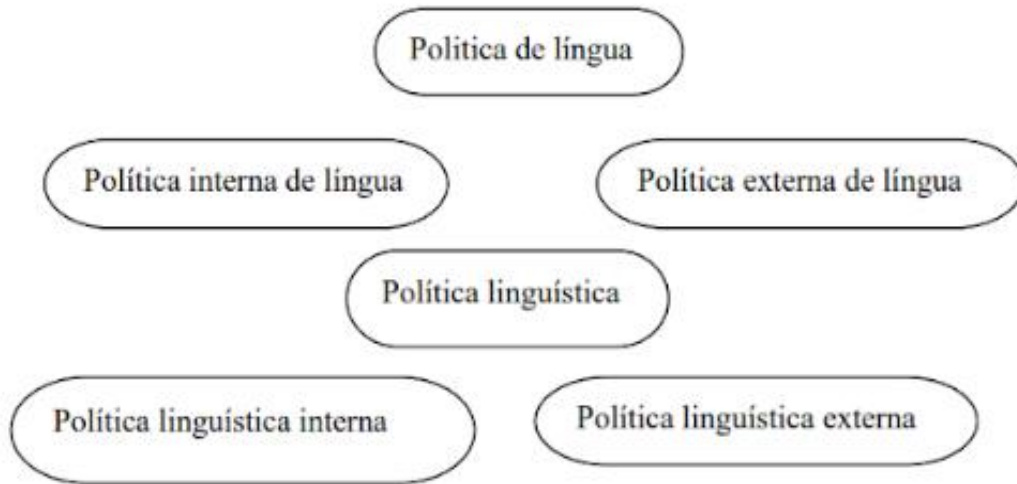 Politica de língua
Política interna de língua
Política externa de língua
Política linguística
Política linguística interna
Política linguística externa